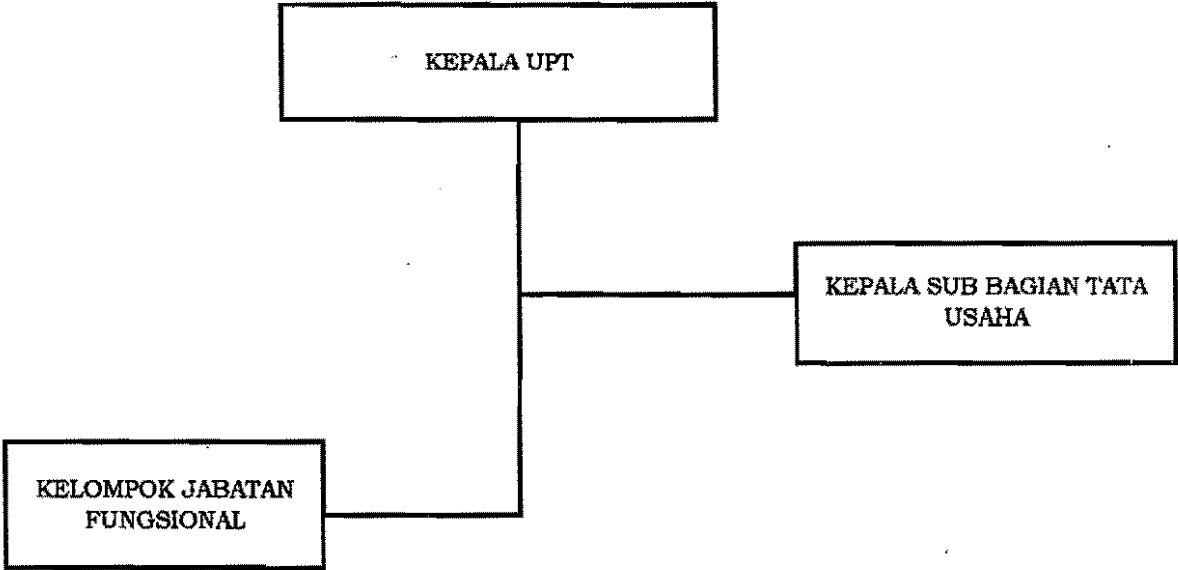 KEPALA UPT
KEPALA SUB BAGIAN TATA
USAHA
KELOMPOK JABATAN
FUNGSIONAL